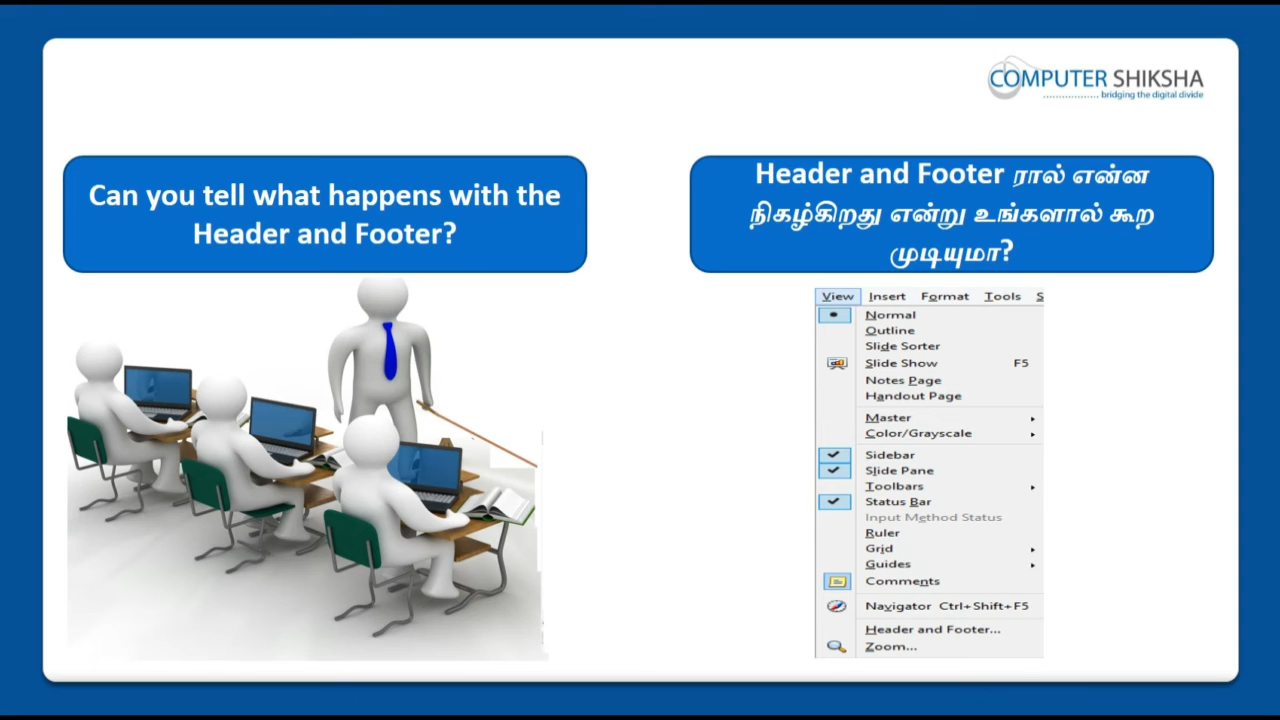 COMPUTER SHIKSHA
bridging the digital divide
Can you tell what happens with the
Header and Footer?
Header and Footer ரால் என்ன
நிகழ்கிறது என்று உங்களால் கூற
முடியுமா?
View Insert Format Tools S
Normal
Outline
Slide Sorter
Slide Show F5
Notes Page
Handout Page
Master
Color/Grayscale
Sidebar
Slide Pane
Toolbars
Status Bar
Input Method Status
Ruler
Grid
Guides
Comments
Navigator Ctrl+Shift+F5
Header and Footer...
Zoom...